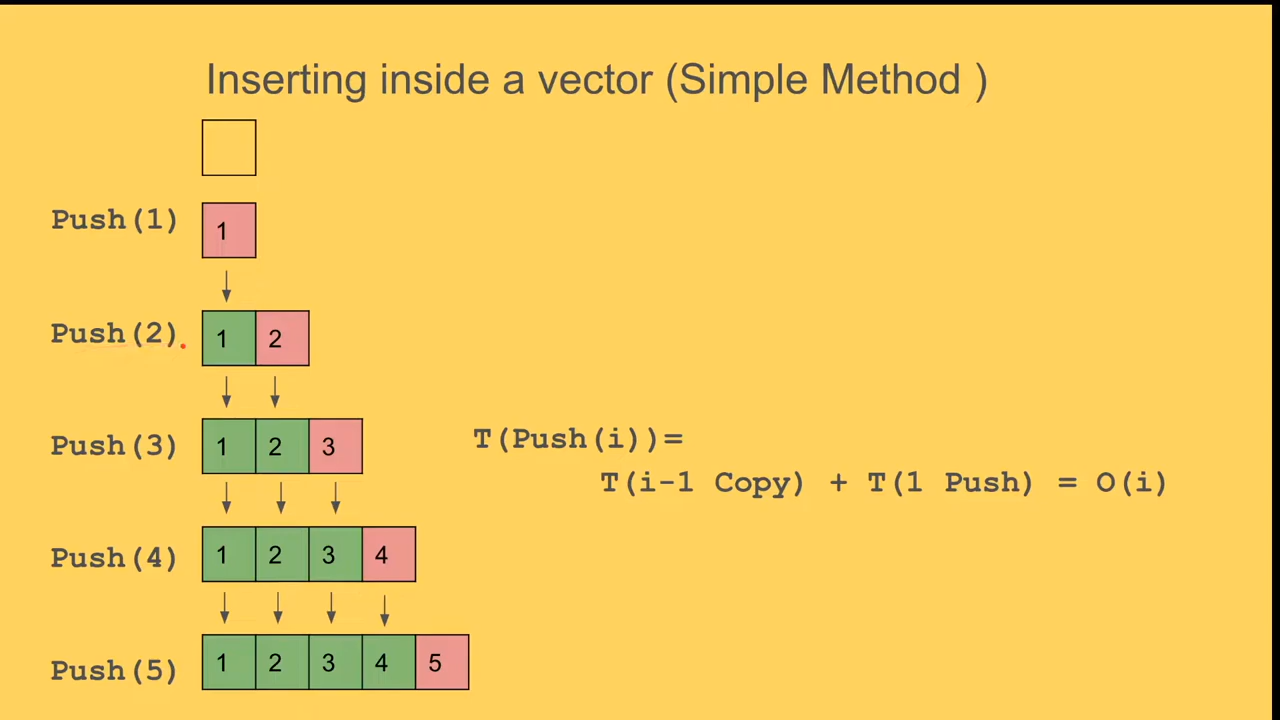 Inserting inside a vector (Simple Method )
Push(1)
1
Push(2)
1 2
Push(3)
1 2 3
T(Push(i))=
T(i-1 Copy) + T(1 Push) = O(i)
Push(4)
1 2 3 4
Push(5)
1 2 3 4 5